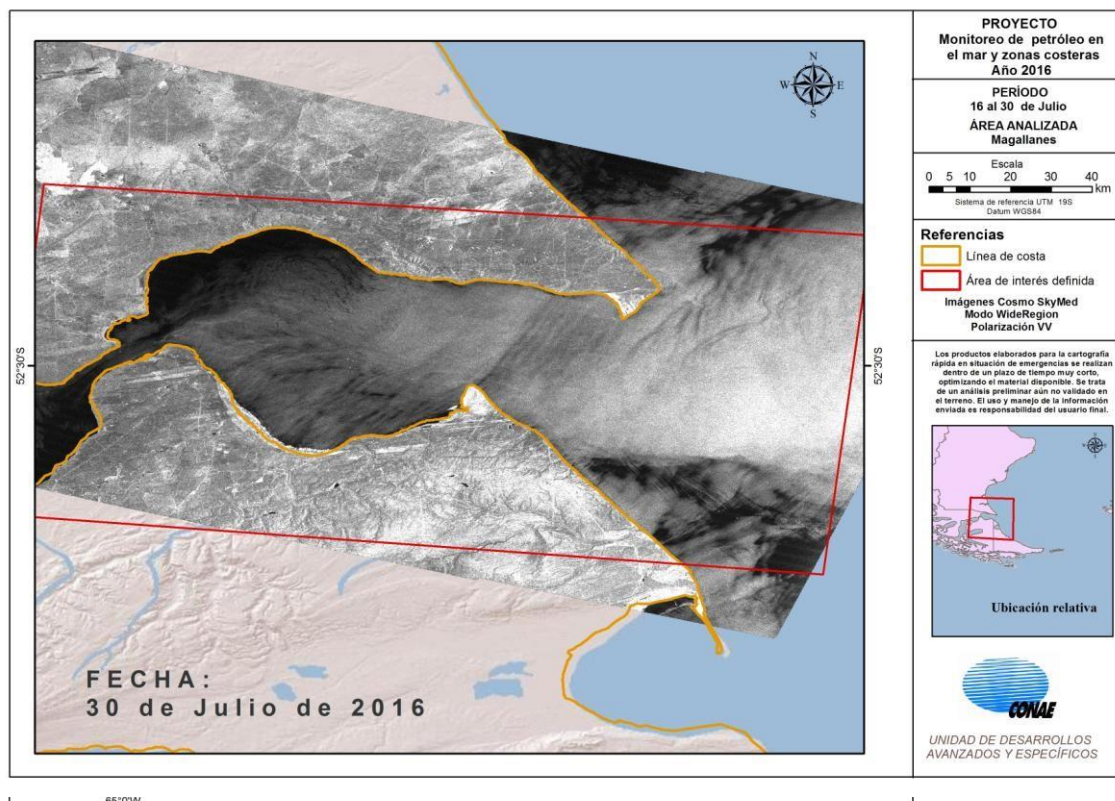 PROYECTO
Monitoreo de petróleo en
el mar y zonas costeras
Año 2016
PERÍODO
16 al 30 de Julio
ÁREA ANALIZADA
Magallanes
Escala
0 5 10 20 30 40
km
Sistema de referencia UTM 19S
Datum WGS84
Referencias
Línea de costa
Área de interés definida
Imágenes Cosmo SkyMed
Modo WideRegion
Polarización VV
Los productos elaborados para la cartografía
rápida en situación de emergencias se realizan
dentro de un plazo de tiempo muy corto,
optimizando el material disponible. Se trata
de un análisis preliminar aún no validado en
el terreno. El uso y manejo de la información
enviada es responsabilidad del usuario final.
Ubicación relativa
CONAE
UNIDAD DE DESARROLLOS
AVANZADOS Y ESPECÍFICOS
N
W E
S
52°30'S
52°30'S
FECHA:
30 de Julio de 2016